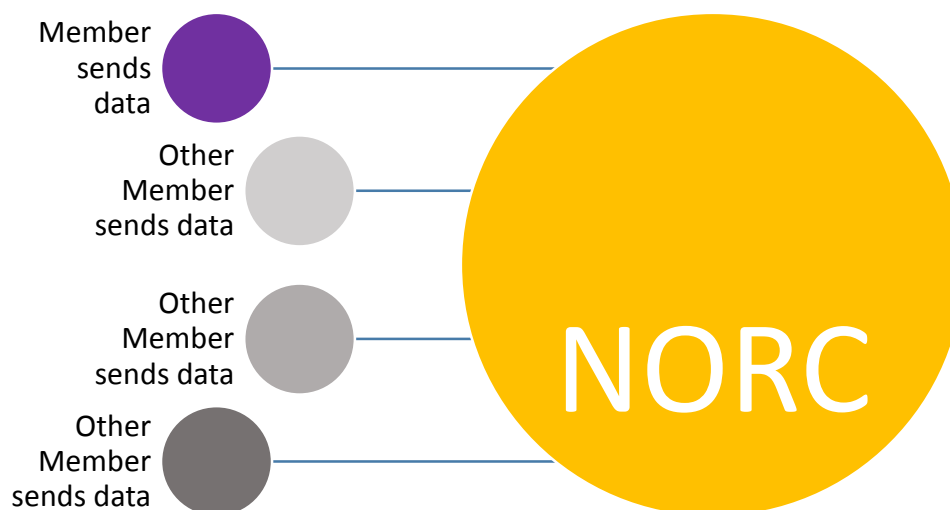 Member
sends
data
Other
Member
sends data
Other
Member
sends data
NORC
Other
Member
sends data